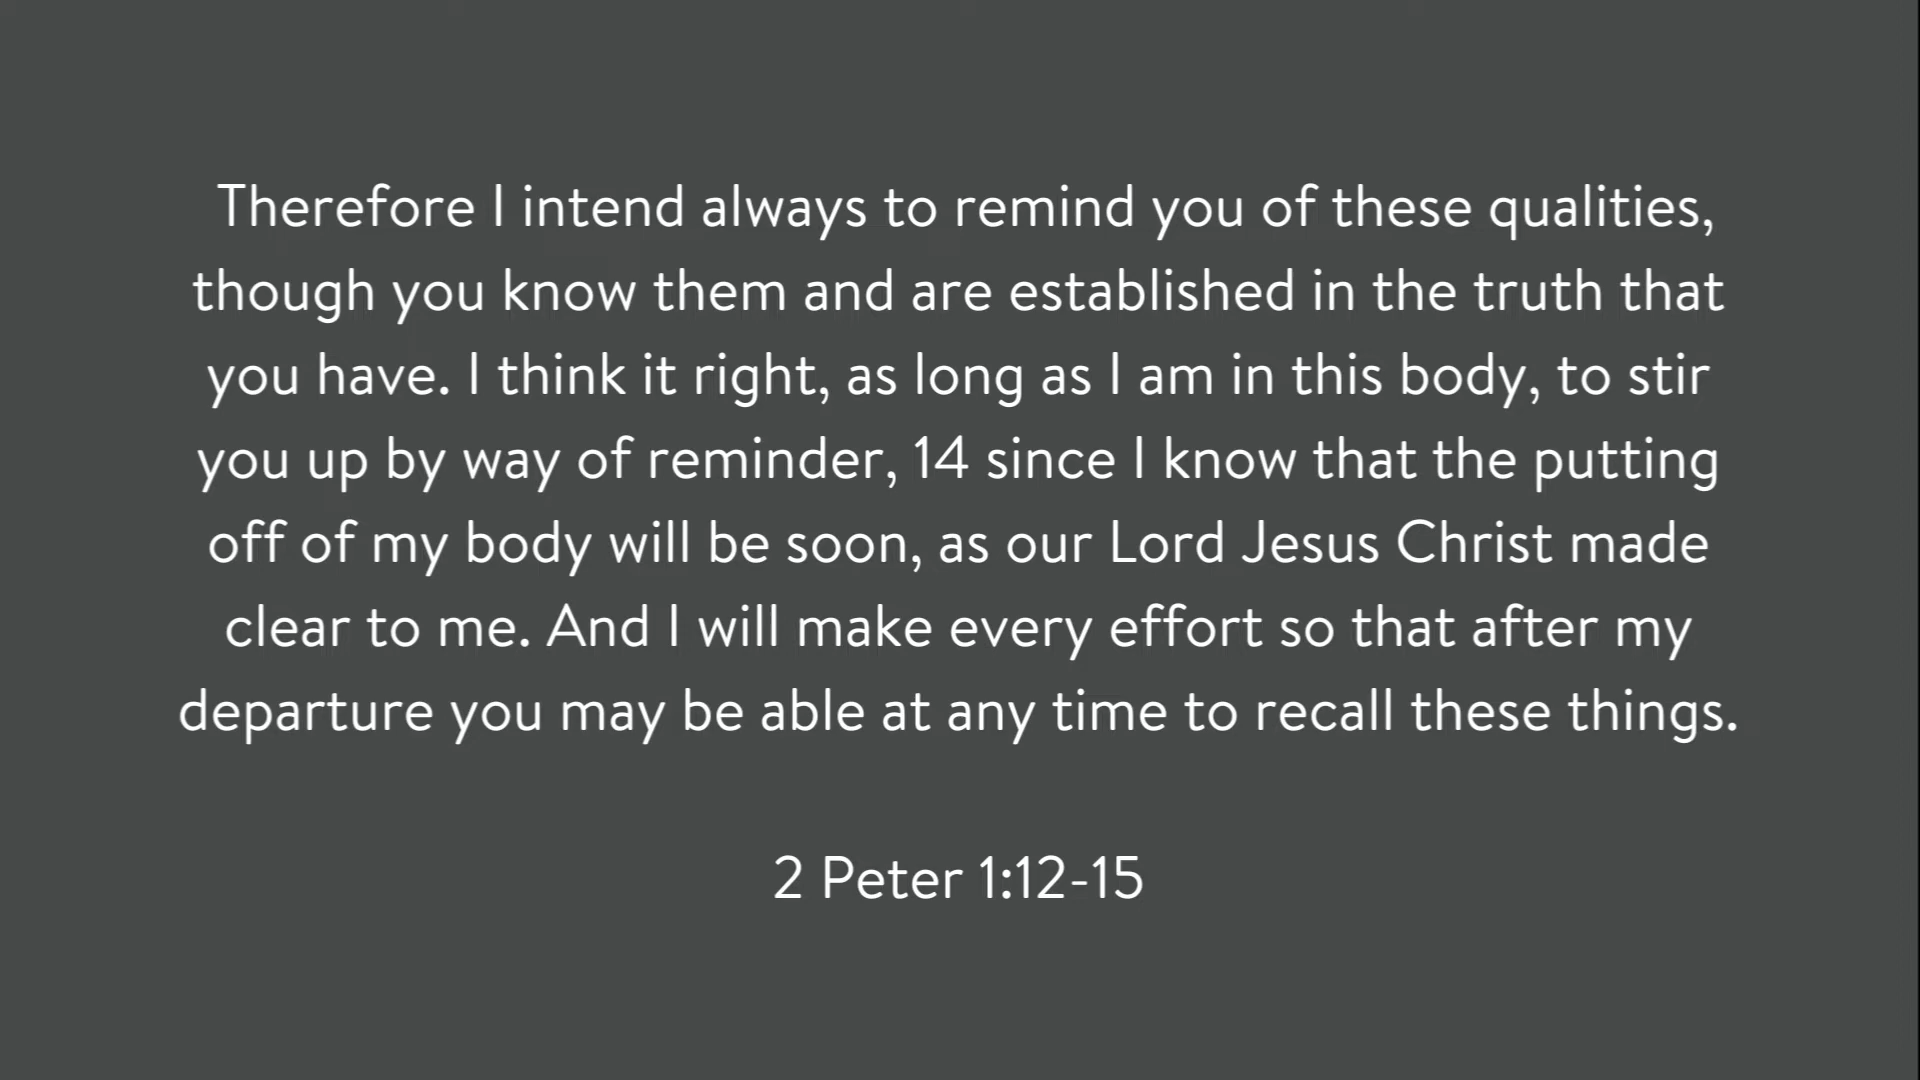 Therefore I intend always to remind you of these qualities,
though you know them and are established in the truth that
you have. I think it right, as long as I am in this body, to stir
you up by way of reminder, 14 since I know that the putting
off of my body will be soon, as our Lord Jesus Christ made
clear to me. And I will make every effort so that after my
departure you may be able at any time to recall these things.
2 Peter 1:12-15